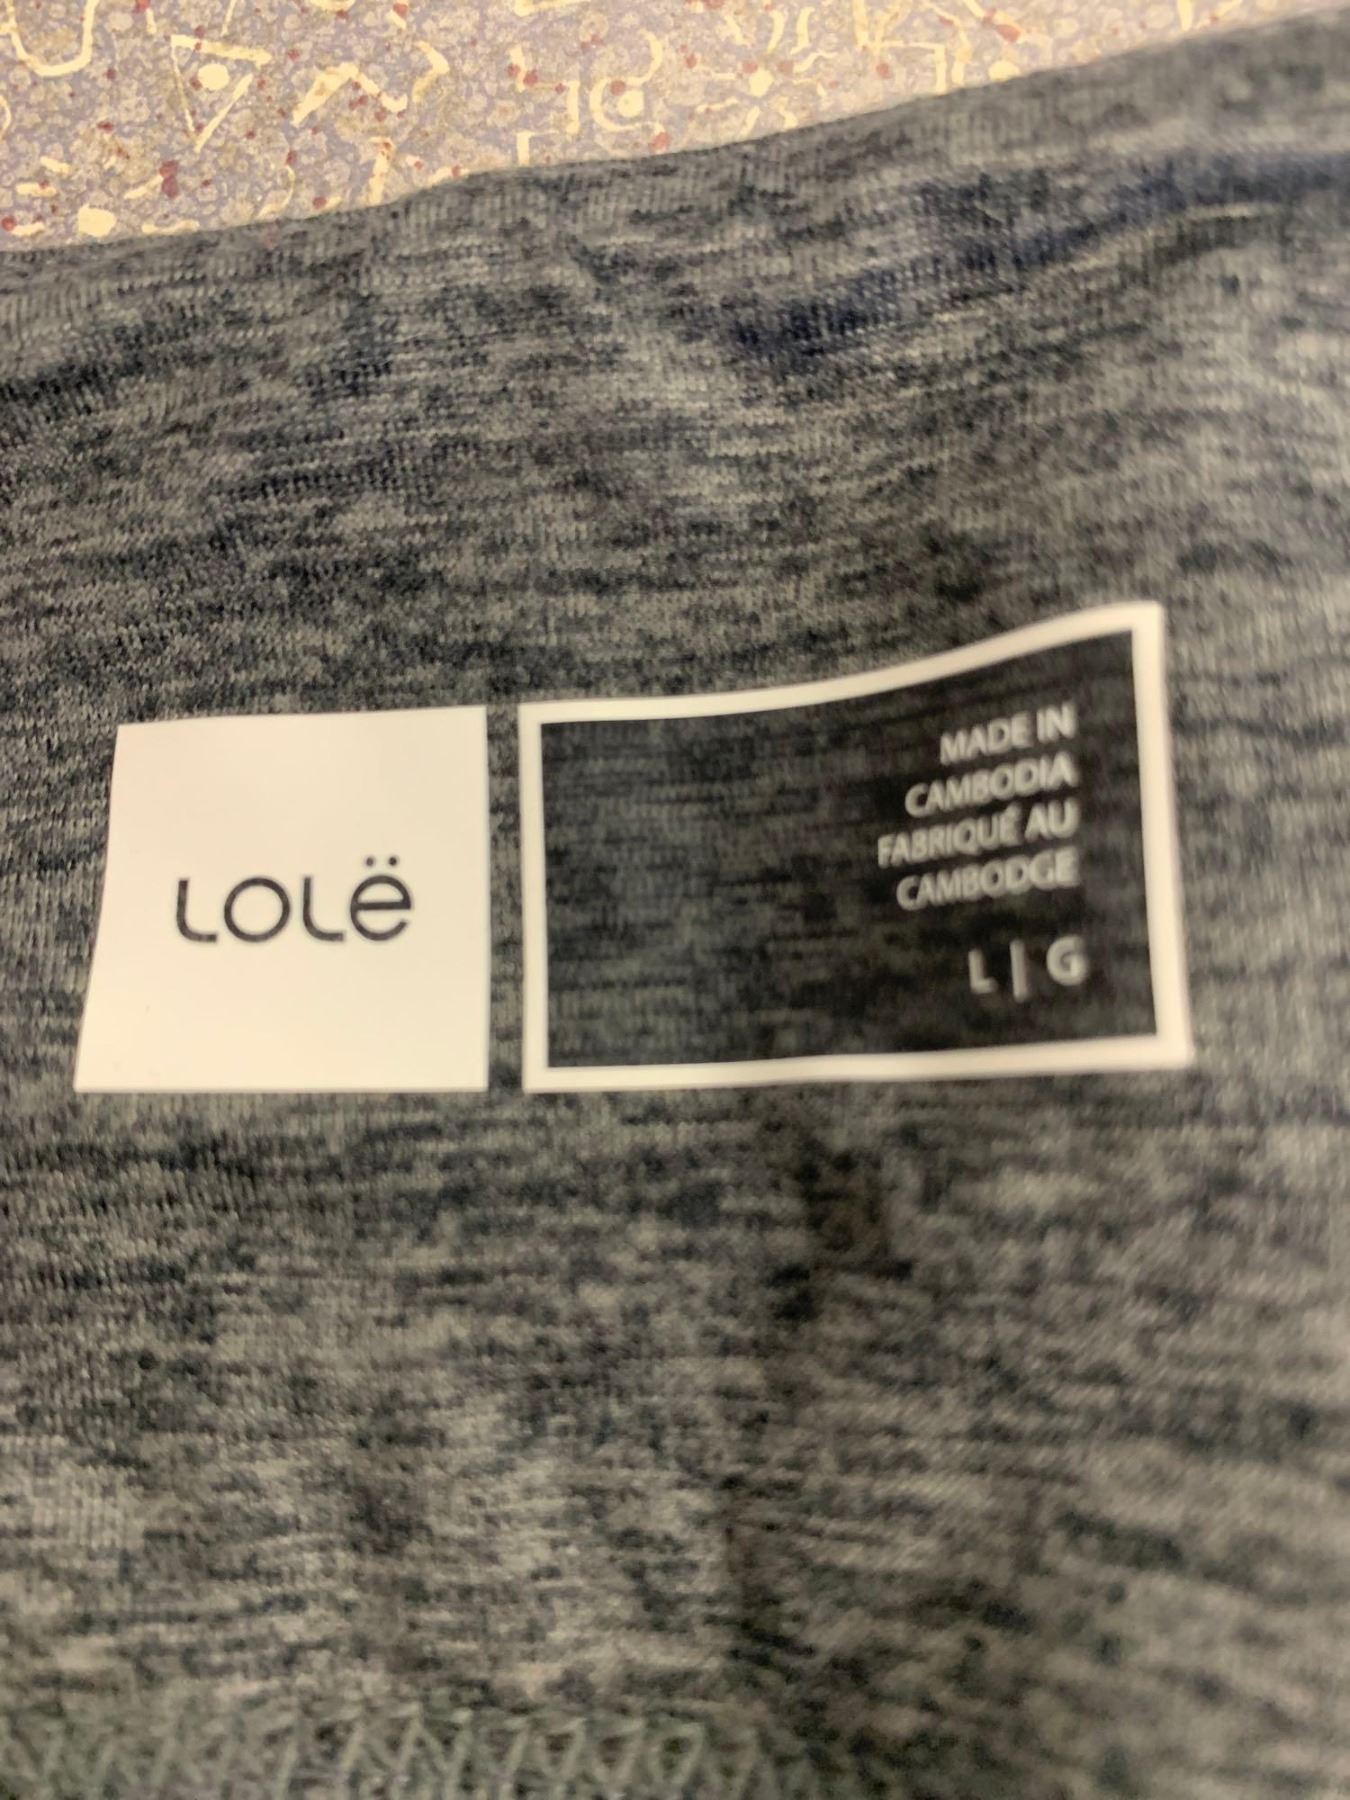 Lolë
MADE IN
CAMBODIA
FABRIQUÉ AU
CAMBODGE
L | G